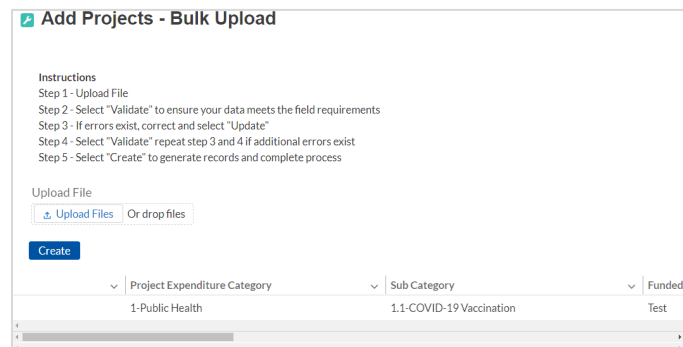 Add Projects - Bulk Upload
Instructions
Step 1 - Upload File
Step 2 - Select "Validate" to ensure your data meets the field requirements
Step 3 - If errors exist, correct and select "Update"
Step 4 - Select "Validate" repeat step 3 and 4 if additional errors exist
Step 5 - Select "Create" to generate records and complete process
Upload File
Upload Files Or drop files
Create
Project Expenditure Category Sub Category Funded
1-Public Health 1.1-COVID-19 Vaccination Test